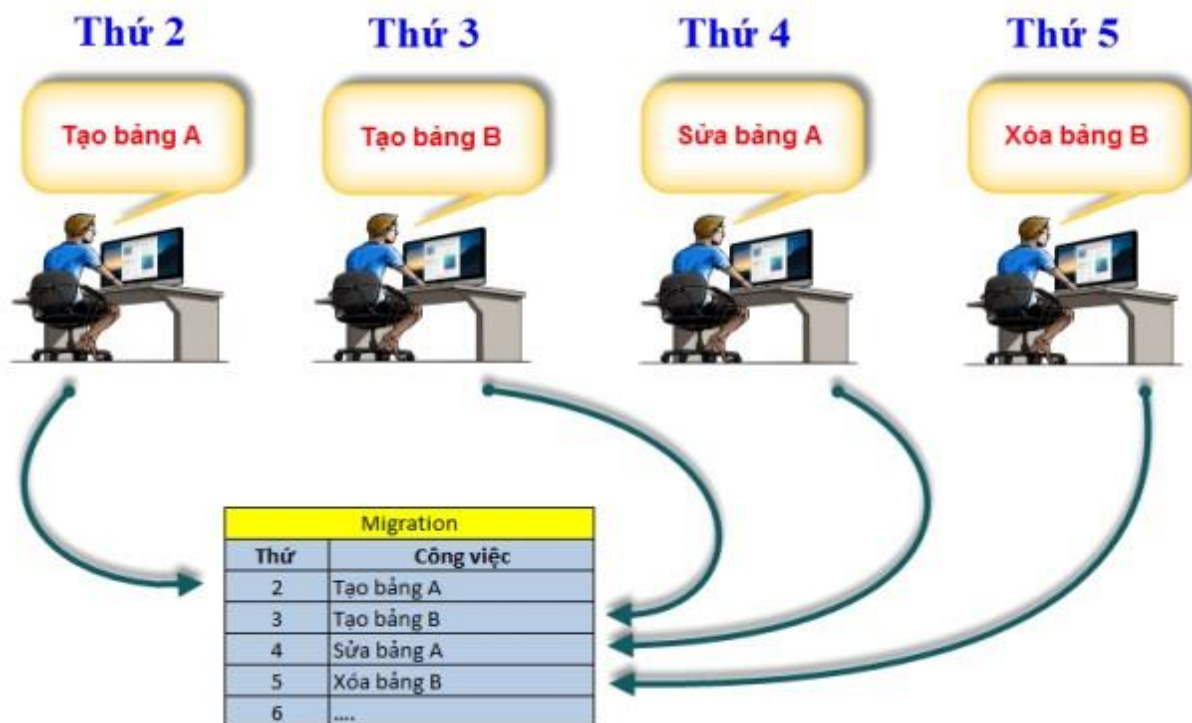 Thứ 2 Thứ 3 Thứ 4 Thứ 5
Tạo bảng A Tạo bảng B Sửa bảng A Xóa bảng B
Migration
Thứ Công việc
2 Tạo bảng A
3 Tạo bảng B
4 Sửa bảng A
5 Xóa bảng B
6 ....